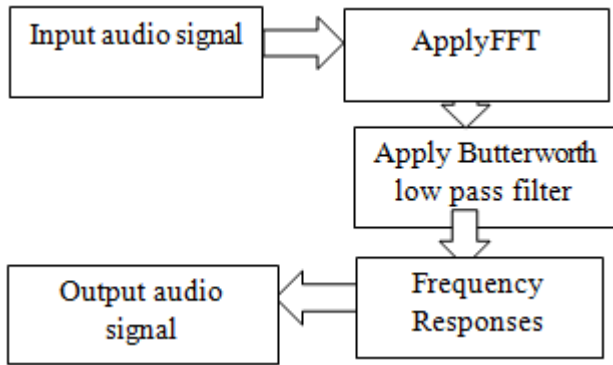 Input audio signal
ApplyFFT
Apply Butterworth
low pass filter
Frequency
Responses
Output audio
signal